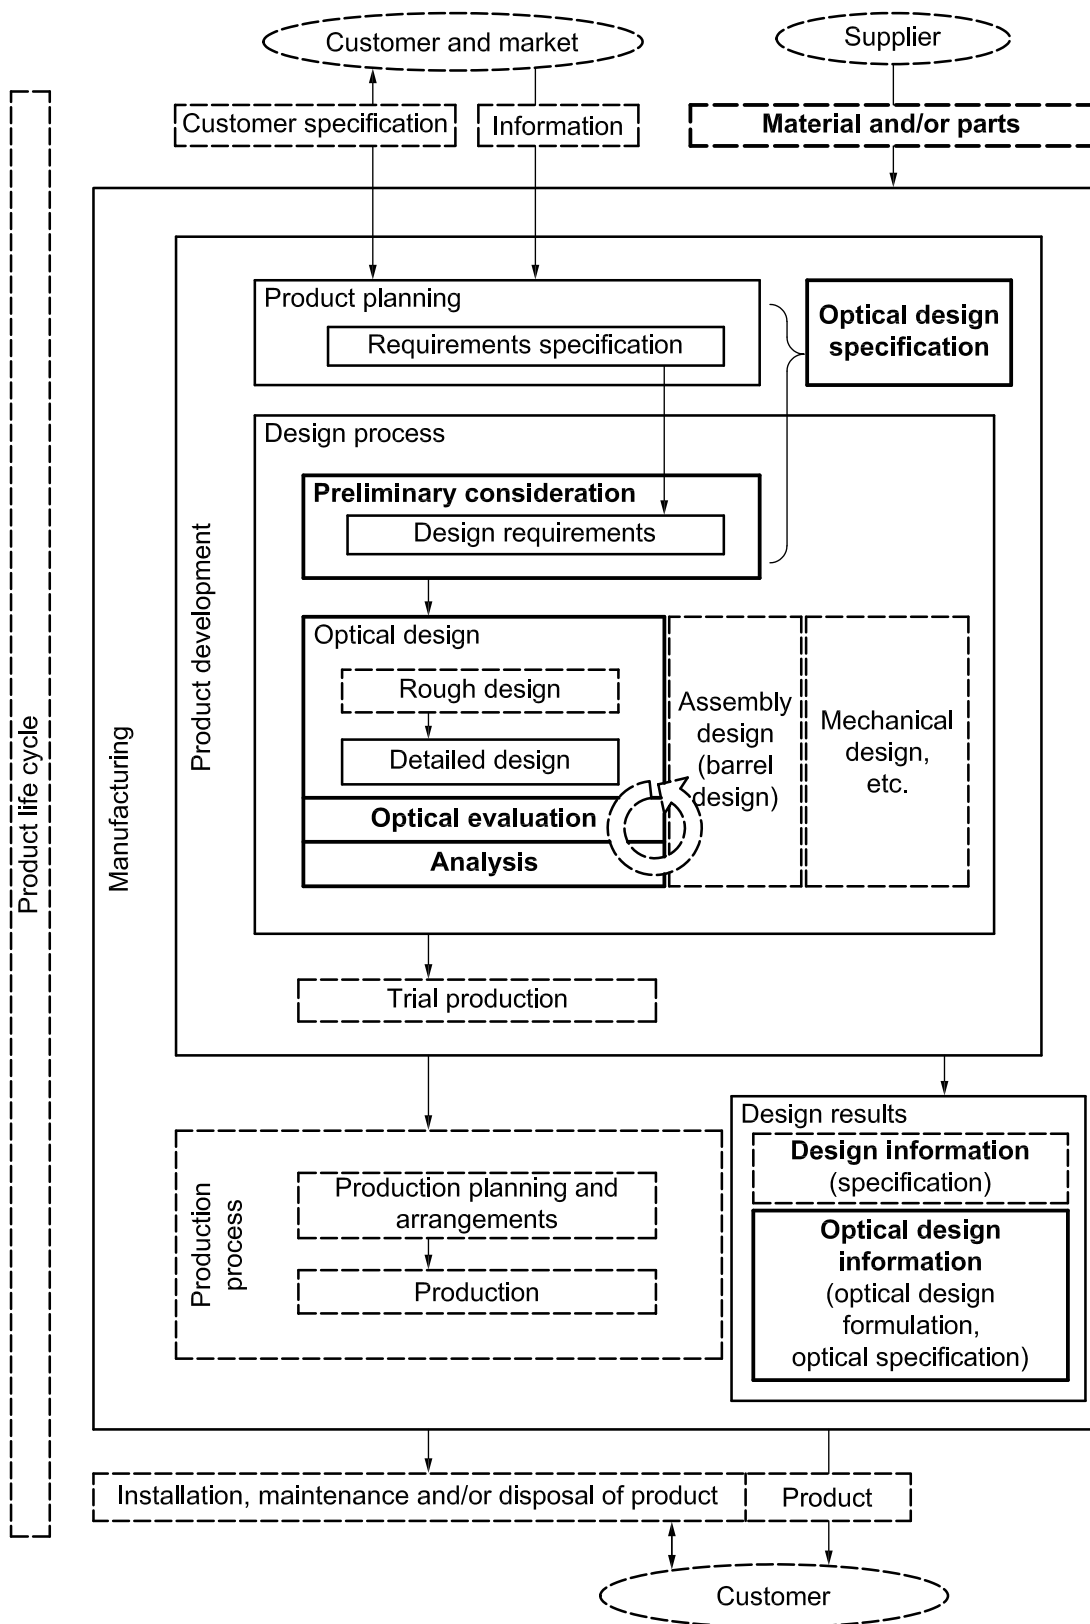 Customer and market
Supplier
Customer specification
Information
Material and/or parts
Product planning
Requirements specification
Optical design
specification
Design process
Preliminary consideration
Design requirements
Optical design
Rough design
Detailed design
Optical evaluation
Analysis
Assembly
design
(barrel
design)
Mechanical
design,
etc.
Product development
Manufacturing
Product life cycle
Trial production
Production
process
Production planning and
arrangements
Production
Design results
Design information
(specification)
Optical design
information
(optical design
formulation,
optical specification)
Installation, maintenance and/or disposal of product
Product
Customer